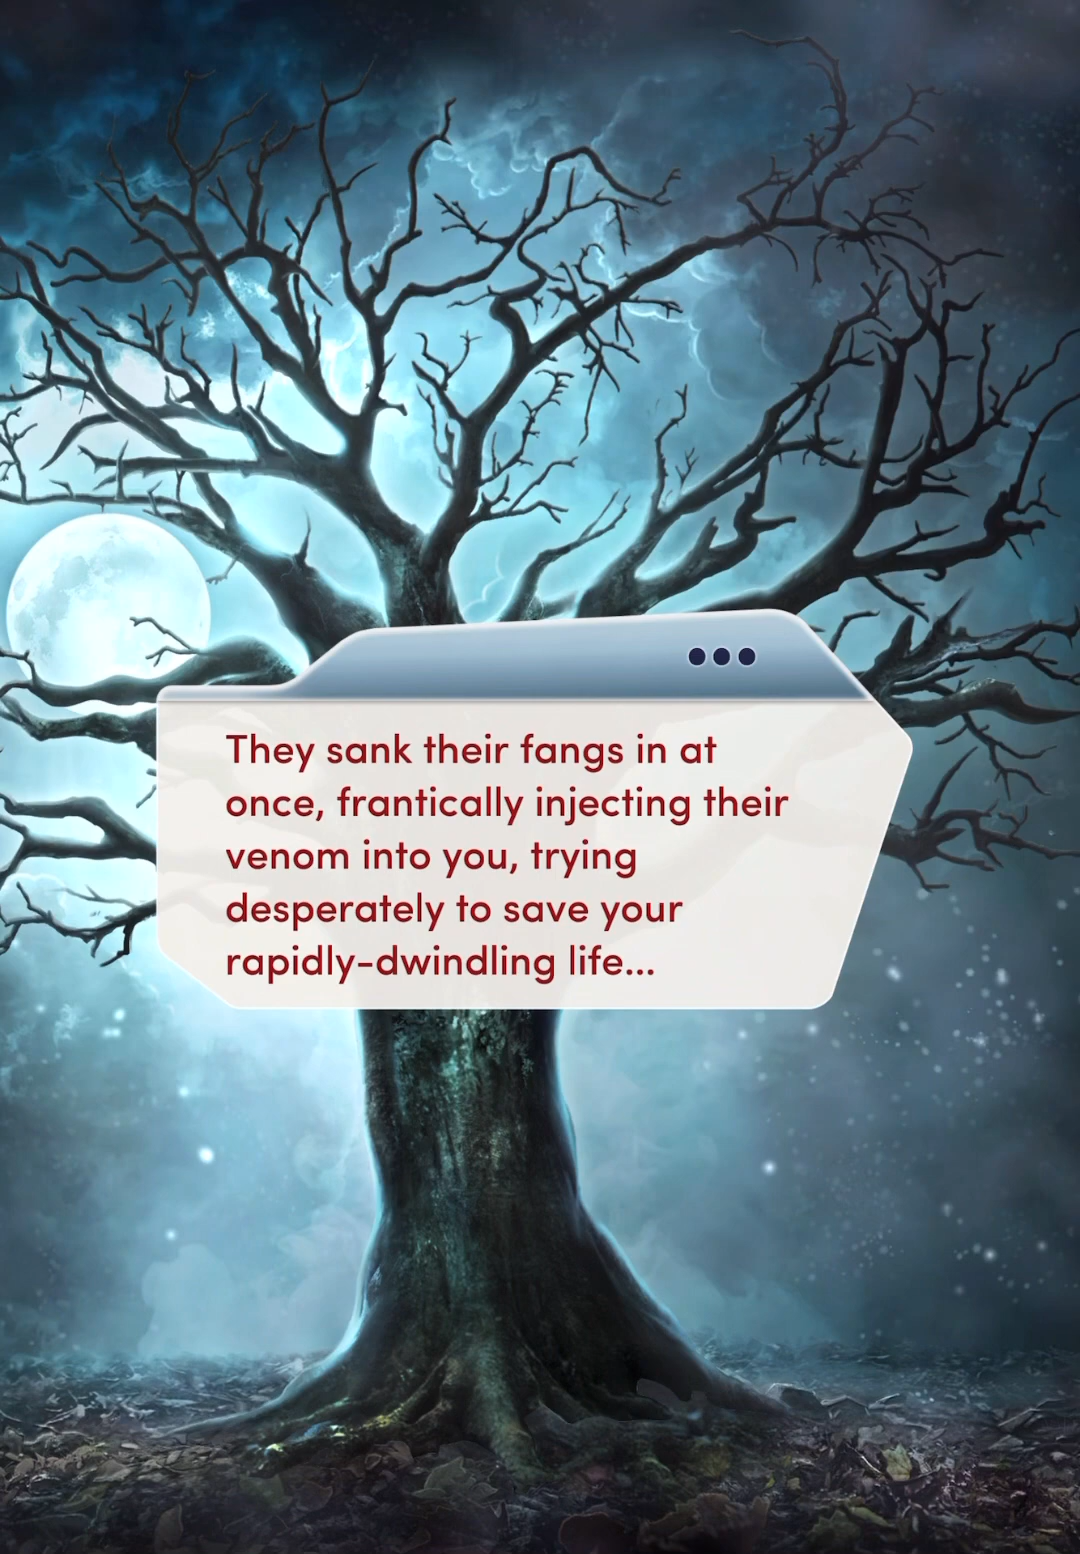 They sank their fangs in at
once, frantically injecting their
venom into you, trying
desperately to save your
rapidly-dwindling life...